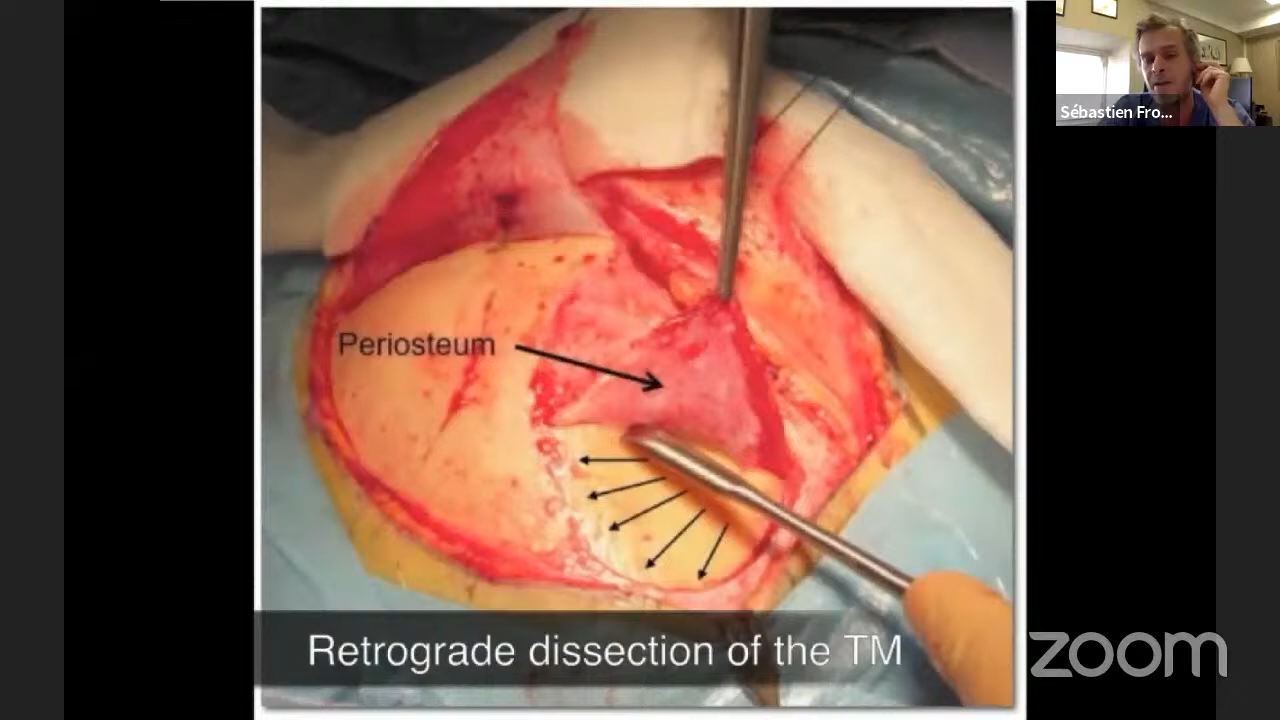 Sébastien Fro...
Periosteum
Retrograde dissection of the TM
zoom